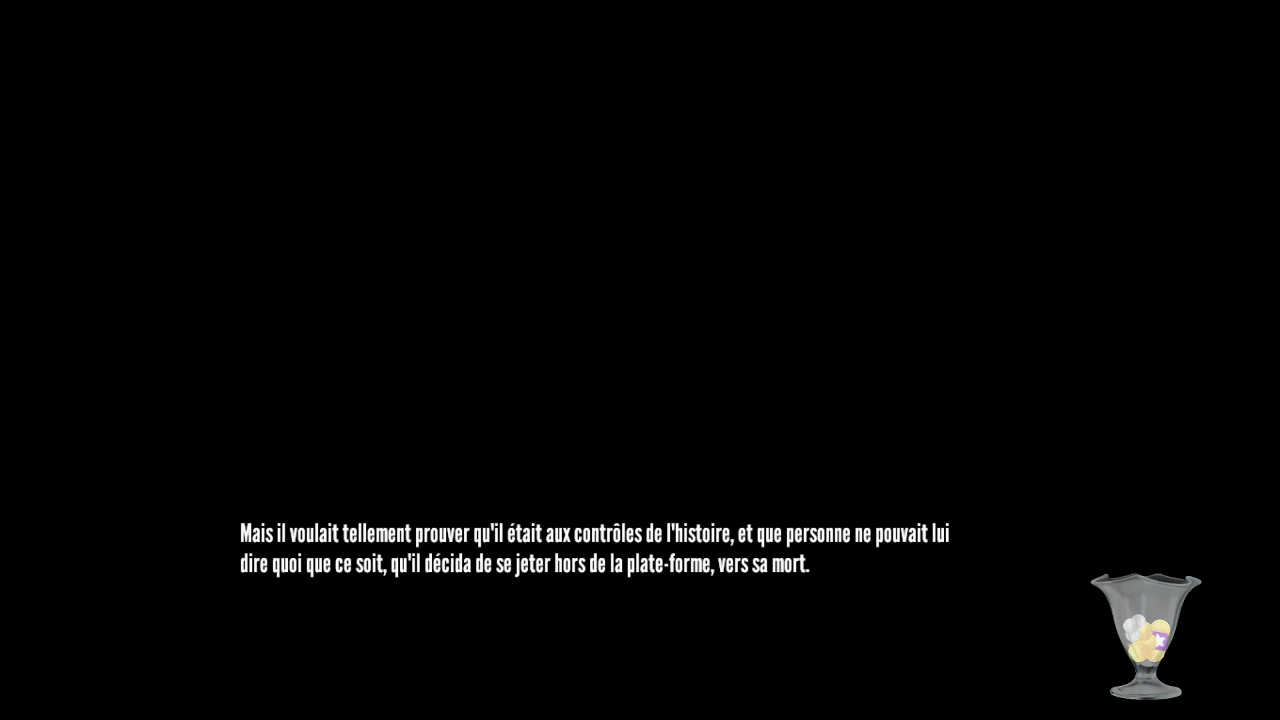 Mais il voulait tellement prouver qu'il était aux contrôles de l'histoire, et que personne ne pouvait lui
dire quoi que ce soit, qu'il décida de se jeter hors de la plate-forme, vers sa mort.